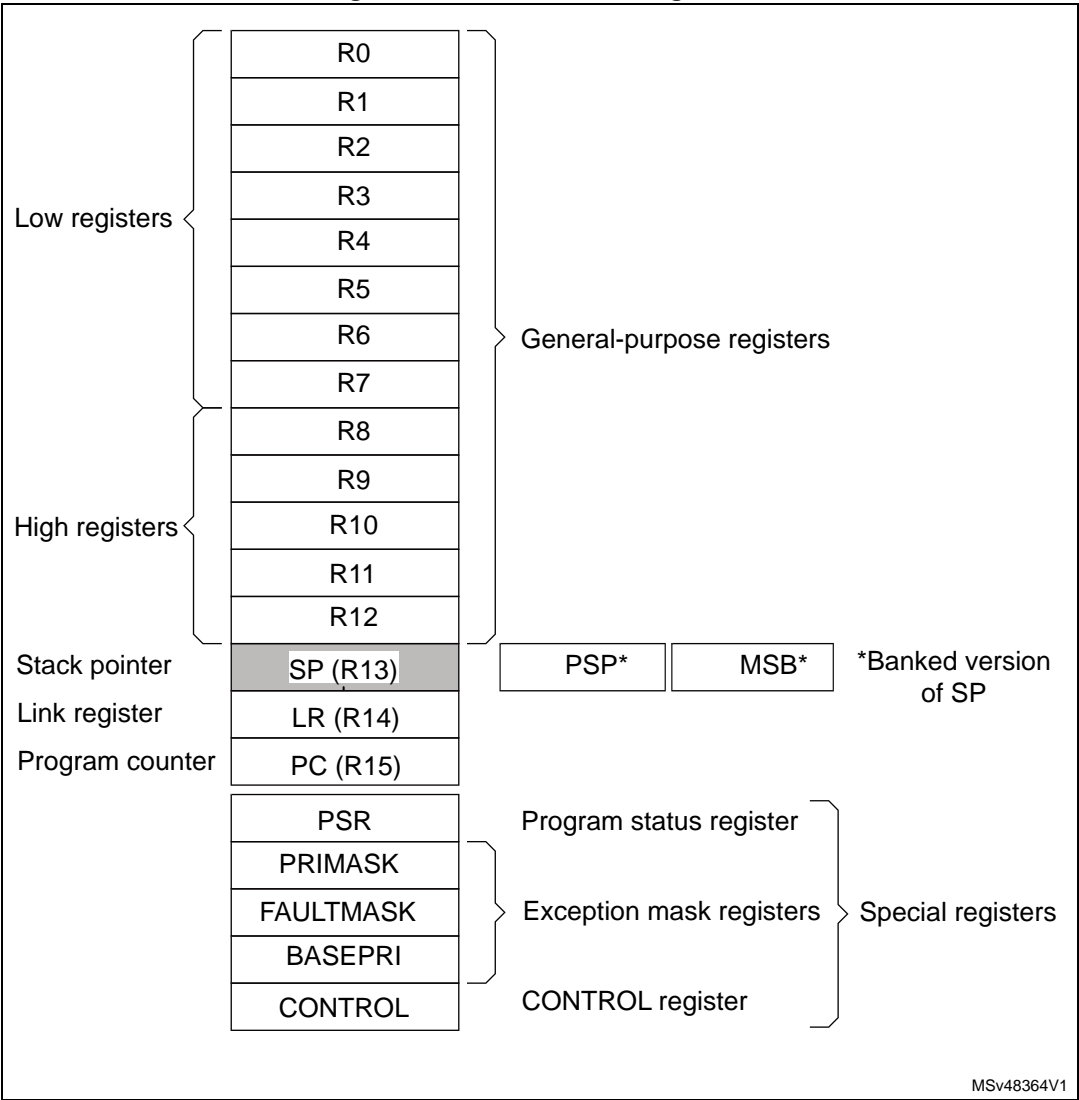 R0
R1
R2
R3
Low registers
R4
R5
R6
General-purpose registers
R7
R8
R9
High registers
R10
R11
R12
Stack pointer
SP (R13)
PSP*
MSB*
*Banked version
of SP
Link register
LR (R14)
Program counter
PC (R15)
PSR
Program status register
PRIMASK
FAULTMASK
Exception mask registers
Special registers
BASEPRI
CONTROL
CONTROL register
MSv48364V1